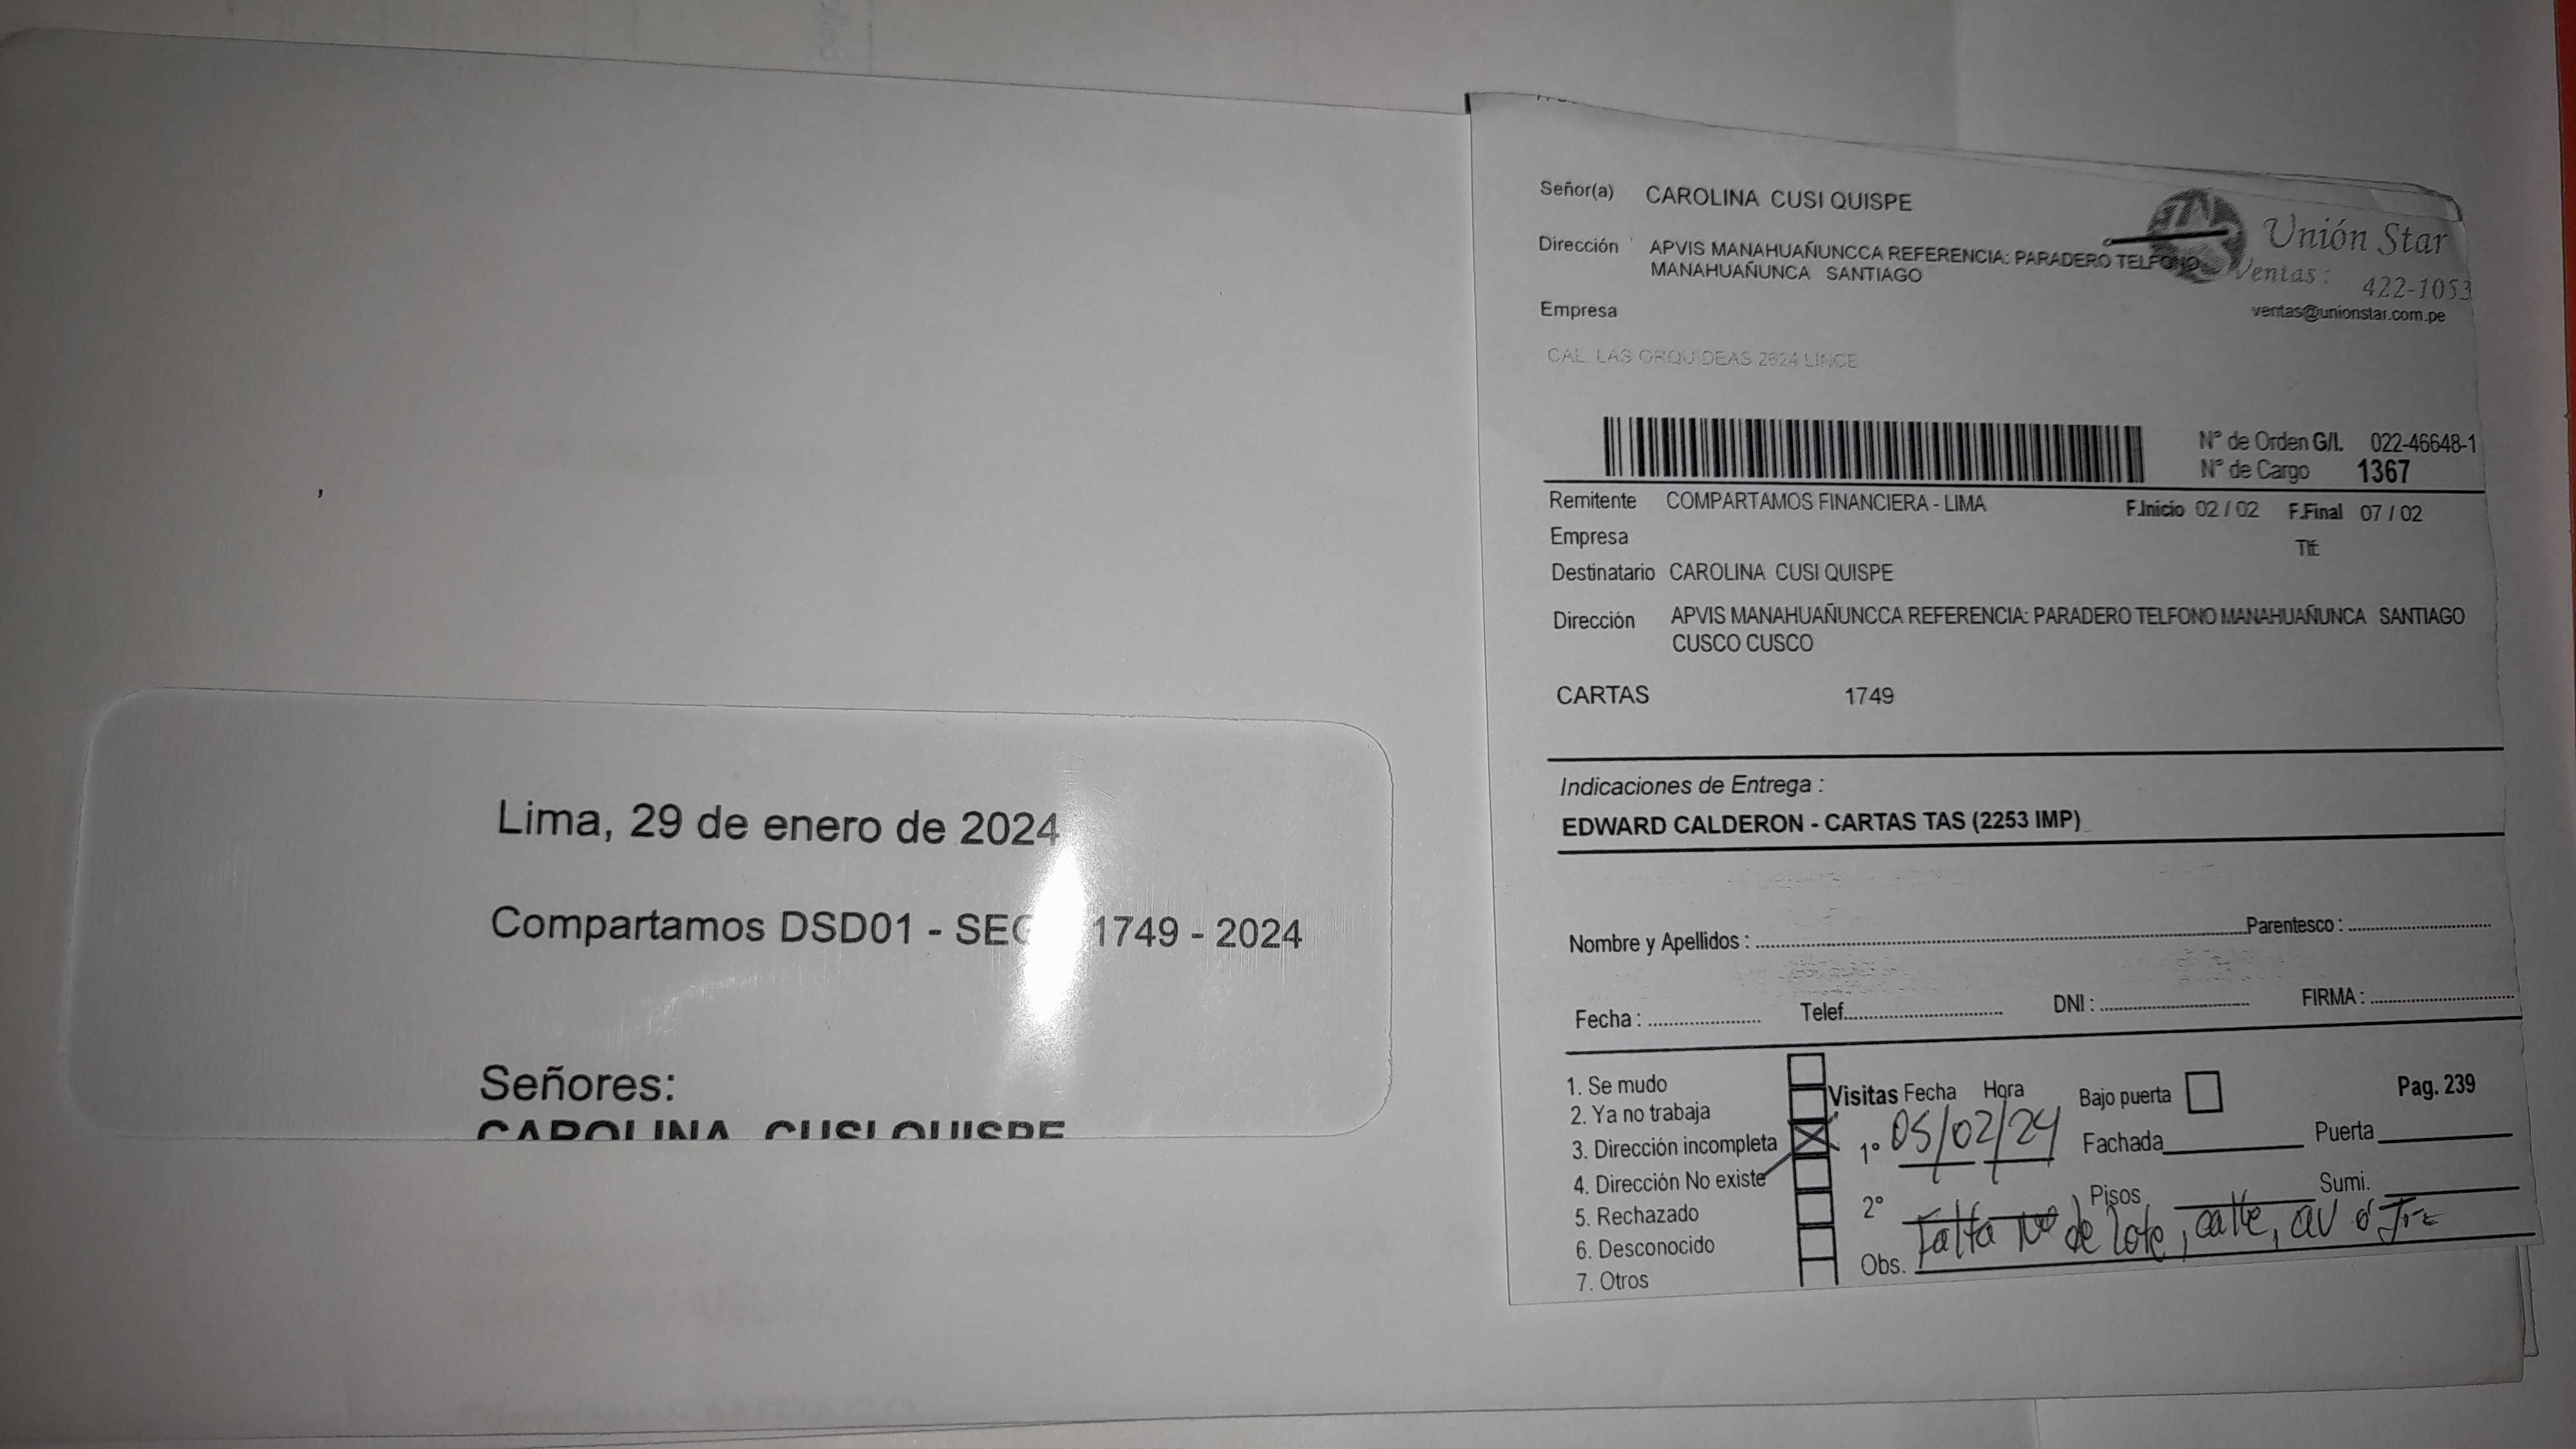 Lima, 29 de enero de 2024
Compartamos DSD01 - SEG 1749 - 2024
Señores:
CAROLINA CUSI QUISPE
Señor(a) CAROLINA CUSI QUISPE
Unión Star
Ventas : 422-1053
ventas@unionstar.com.pe
Dirección APVIS MANAHUAÑUNCCA REFERENCIA: PARADERO TELFONO
MANAHUAÑUNCA SANTIAGO
Empresa
CAL. LAS ORQUIDEAS 2624 LINCE
N° de Orden G/I. 022-46648-1
N° de Cargo 1367
Remitente COMPARTAMOS FINANCIERA - LIMA F.Inicio 02 / 02 F.Final 07 / 02
Empresa Tlf:
Destinatario CAROLINA CUSI QUISPE
Dirección APVIS MANAHUAÑUNCCA REFERENCIA: PARADERO TELFONO MANAHUAÑUNCA SANTIAGO
CUSCO CUSCO
CARTAS 1749
Indicaciones de Entrega :
EDWARD CALDERON - CARTAS TAS (2253 IMP)
Nombre y Apellidos : Parentesco :
Fecha : Telef. DNI : FIRMA :
1. Se mudo
2. Ya no trabaja
3. Dirección incompleta
4. Dirección No existe
5. Rechazado
6. Desconocido
7. Otros
Visitas Fecha Hora Bajo puerta Pag. 239
1° 05/02/24 Fachada Puerta
2° Pisos Sumi.
Obs. Falta N° de lote, calle, av ó